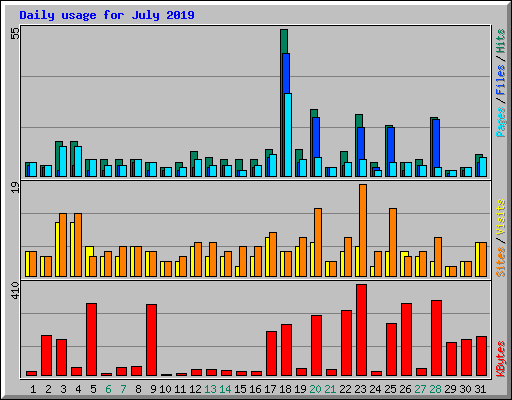 Daily usage for July 2019
55
Pages / Files / Hits
19
Sites / Visits
410
KBytes
1 2 3 4 5 6 7 8 9 10 11 12 13 14 15 16 17 18 19 20 21 22 23 24 25 26 27 28 29 30 31